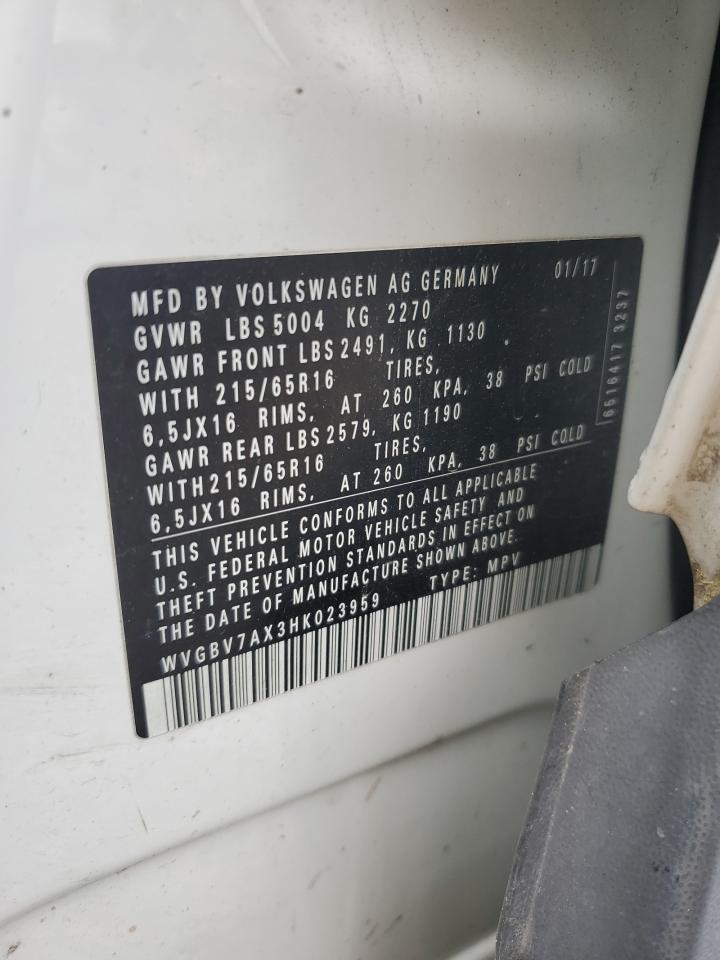 MFD BY VOLKSWAGEN AG GERMANY 01/17
GVWR LBS 5004 KG 2270
GAWR FRONT LBS 2491, KG 1130
WITH 215/65R16 TIRES,
6,5JX16 RIMS, AT 260 KPA, 38 PSI COLD
GAWR REAR LBS 2579, KG 1190
WITH 215/65R16 TIRES,
6,5JX16 RIMS, AT 260 KPA, 38 PSI COLD
THIS VEHICLE CONFORMS TO ALL APPLICABLE
U.S. FEDERAL MOTOR VEHICLE SAFETY AND
THEFT PREVENTION STANDARDS IN EFFECT ON
THE DATE OF MANUFACTURE SHOWN ABOVE.
WVGBV7AX3HK023959 TYPE: MPV
6516417 3237